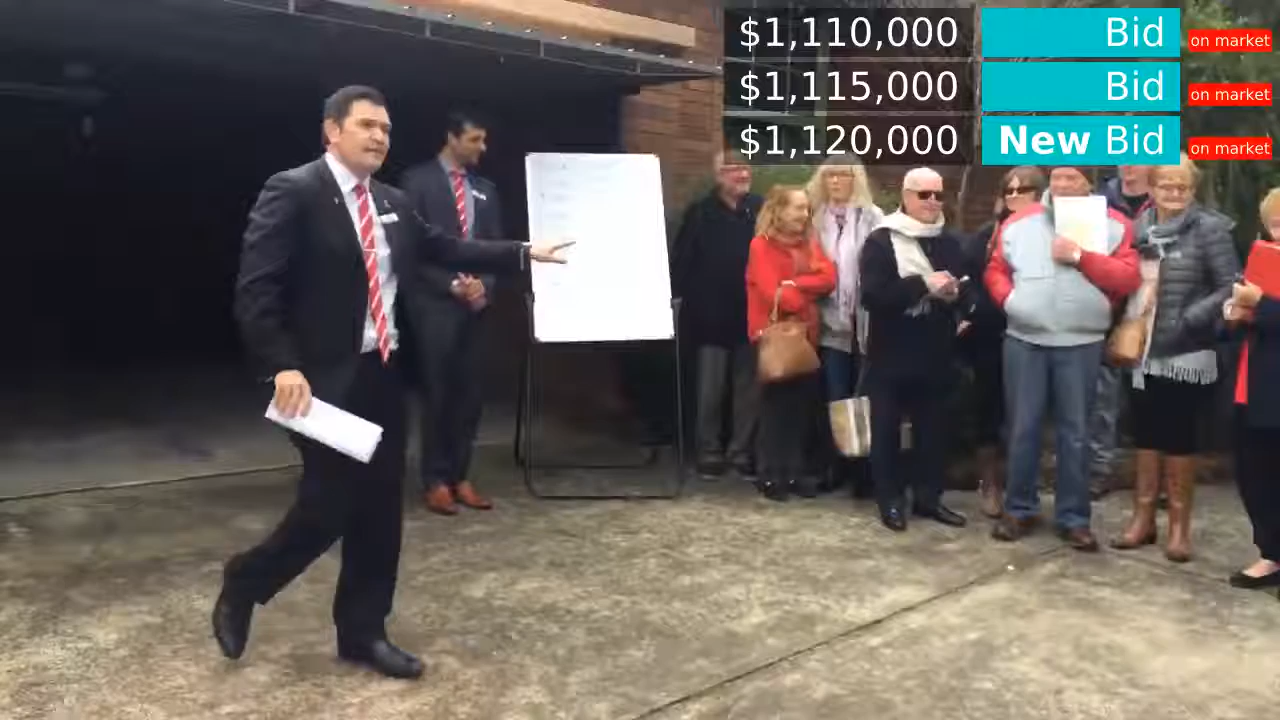 $1,110,000 Bid on market
$1,115,000 Bid on market
$1,120,000 New Bid on market